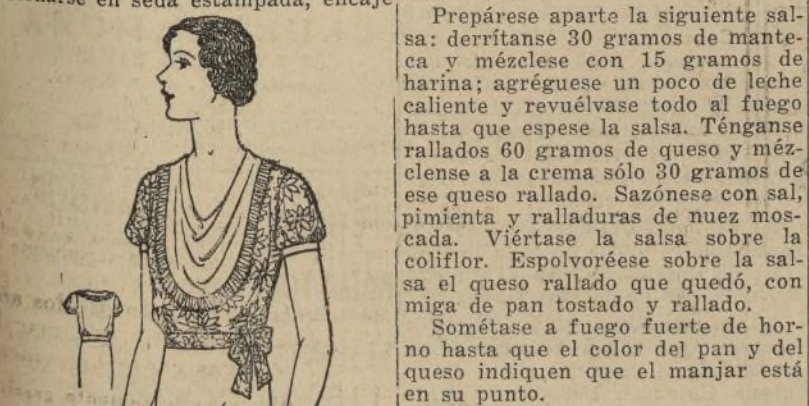 en seda estampada, encaje
Prepárese aparte la siguiente sal-
sa: derrítanse 30 gramos de mante-
ca y mézclese con 15 gramos de
harina; agréguese un poco de leche
caliente y revuélvase todo al fuego
hasta que espese la salsa. Ténganse
rallados 60 gramos de queso y méz-
clense a la crema sólo 30 gramos de
ese queso rallado. Sazónese con sal,
pimienta y ralladuras de nuez mos-
cada. Viértase la salsa sobre la
coliflor. Espolvoréese sobre la sal-
sa el queso rallado que quedó, con
miga de pan tostado y rallado.
Sométase a fuego fuerte de hor-
no hasta que el color del pan y del
queso indiquen que el manjar está
en su punto.